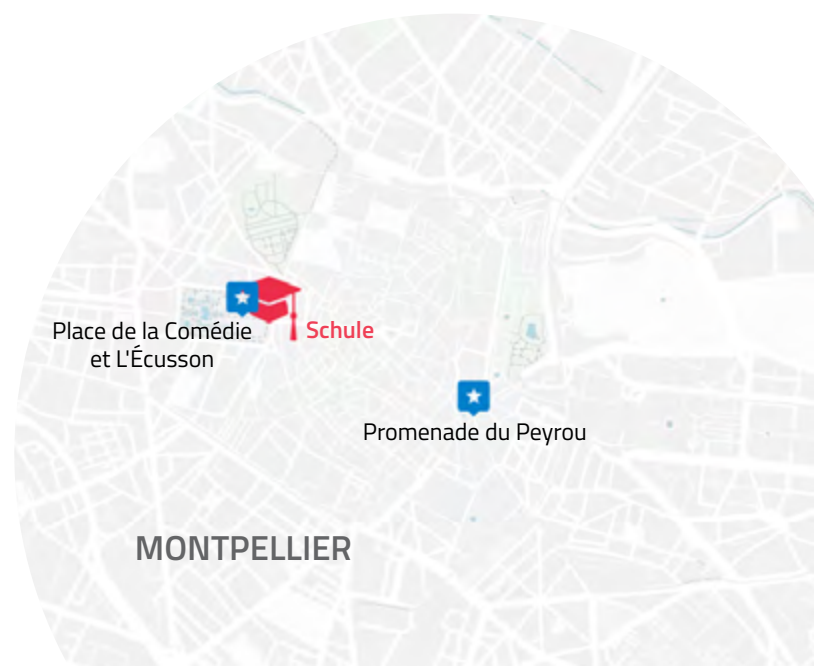 Place de la Comédie
et L'Écusson
Schule
Promenade du Peyrou
MONTPELLIER